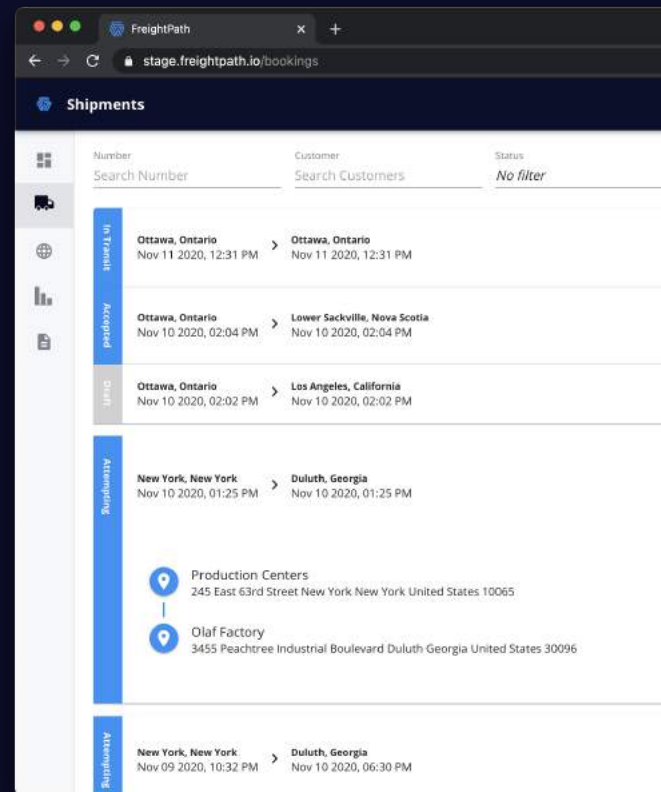 FreightPath
stage.freightpath.io/bookings
Shipments
Number
Search Number
Customer
Search Customers
Status
No filter
In Transit
Ottawa, Ontario
Nov 11 2020, 12:31 PM
Ottawa, Ontario
Nov 11 2020, 12:31 PM
Accepted
Ottawa, Ontario
Nov 10 2020, 02:04 PM
Lower Sackville, Nova Scotia
Nov 10 2020, 02:04 PM
Draft
Ottawa, Ontario
Nov 10 2020, 02:02 PM
Los Angeles, California
Nov 10 2020, 02:02 PM
Attempting
New York, New York
Nov 10 2020, 01:25 PM
Duluth, Georgia
Nov 10 2020, 01:25 PM
Production Centers
245 East 63rd Street New York New York United States 10065
Olaf Factory
3455 Peachtree Industrial Boulevard Duluth Georgia United States 30096
Attempting
New York, New York
Nov 09 2020, 10:32 PM
Duluth, Georgia
Nov 10 2020, 06:30 PM